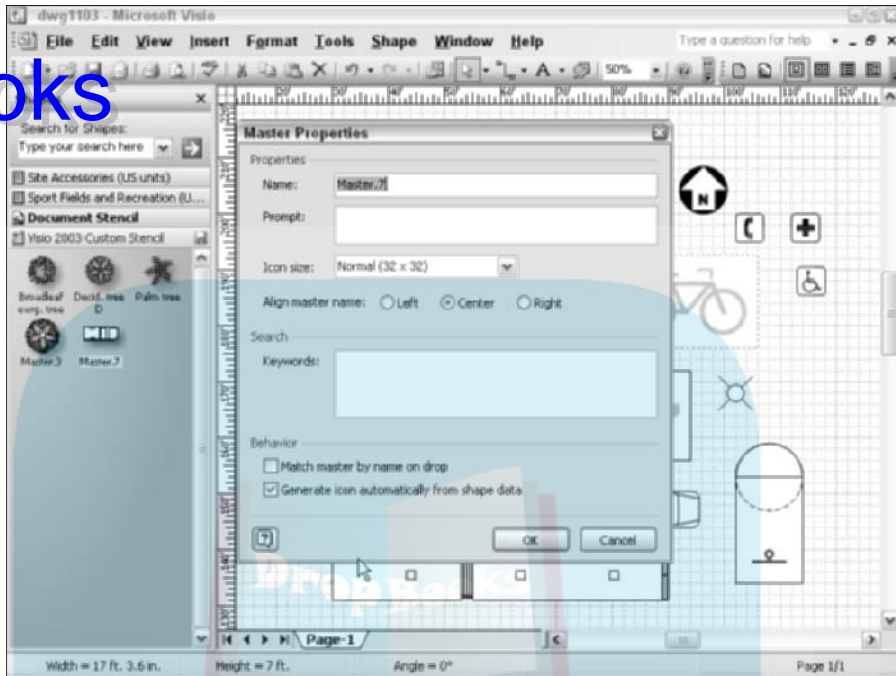 dwg1103 - Microsoft Visio
File Edit View Insert Format Tools Shape Window Help
Type a question for help
50%
ooks
Search for Shapes:
Type your search here
Site Accessories (US units)
Sport Fields and Recreation (U...
Document Stencil
Visio 2003 Custom Stencil
Broadleaf evrg. tree
Decid. tree D
Palm tree
Master.3
Master.7
Master Properties
Properties
Name: Master.7
Prompt:
Icon size: Normal (32 x 32)
Align master name: Left Center Right
Search
Keywords:
Behavior
Match master by name on drop
Generate icon automatically from shape data
OK Cancel
N
DropBooks
Page-1
Width = 17 ft. 3.6 in. Height = 7 ft. Angle = 0° Page 1/1